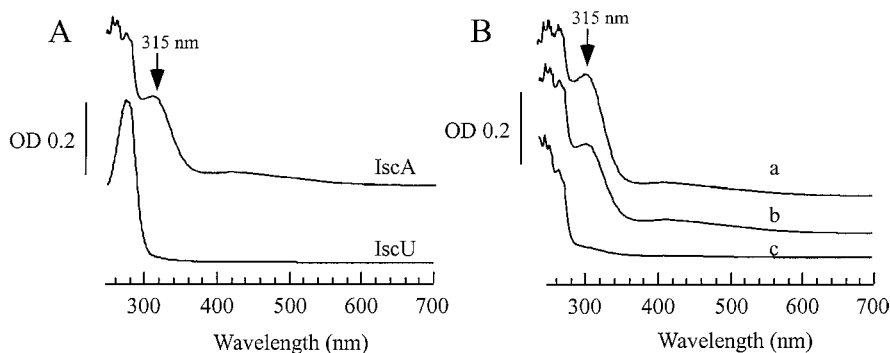 A
315 nm
OD 0.2
IscA
IscU
300 400 500 600 700
Wavelength (nm)
B
315 nm
OD 0.2
a
b
c
300 400 500 600 700
Wavelength (nm)